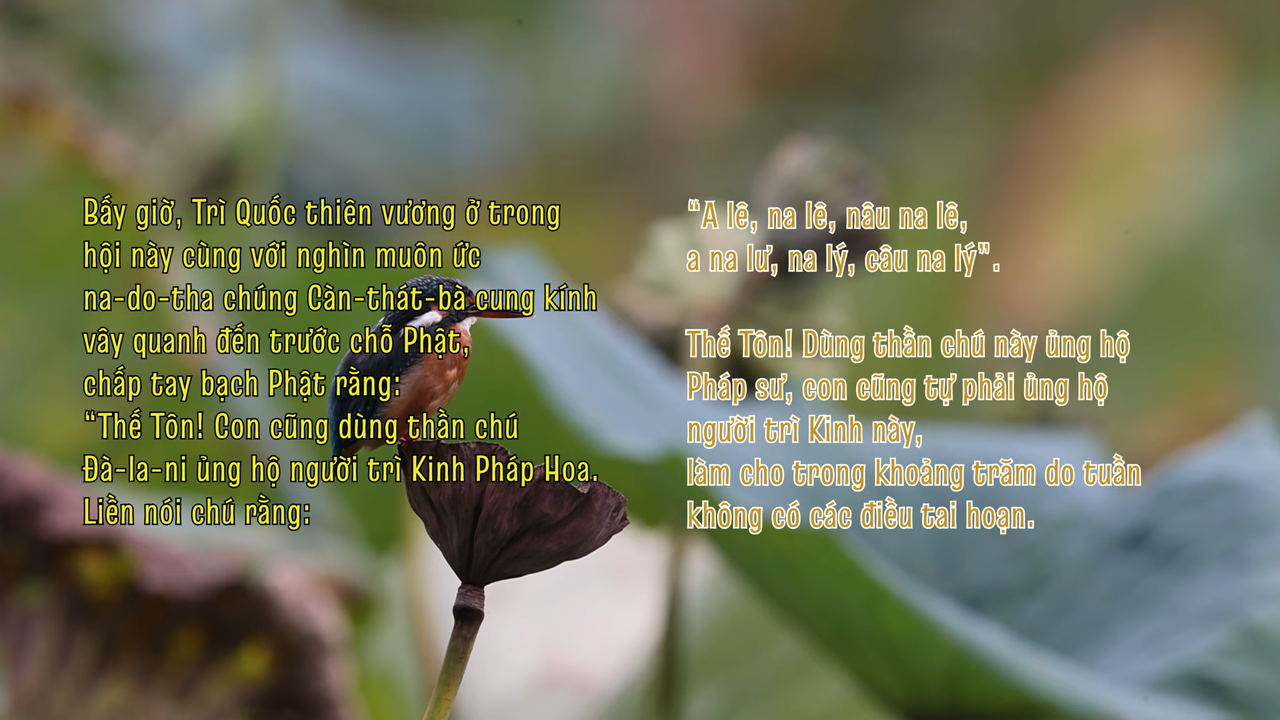 Bấy giờ, Trì Quốc thiên vương ở trong
hội này cùng với nghìn muôn ức
na-do-tha chúng Càn-thát-bà cung kính
vây quanh đến trước chỗ Phật,
chấp tay bạch Phật rằng:
“Thế Tôn! Con cũng dùng thần chú
Đà-la-ni ủng hộ người trì Kinh Pháp Hoa.
Liền nói chú rằng:
“A lê, na lê, nâu na lê,
a na lư, na lý, câu na lý”.
Thế Tôn! Dùng thần chú này ủng hộ
Pháp sư, con cũng tự phải ủng hộ
người trì Kinh này,
làm cho trong khoảng trăm do tuần
không có các điều tai hoạn.